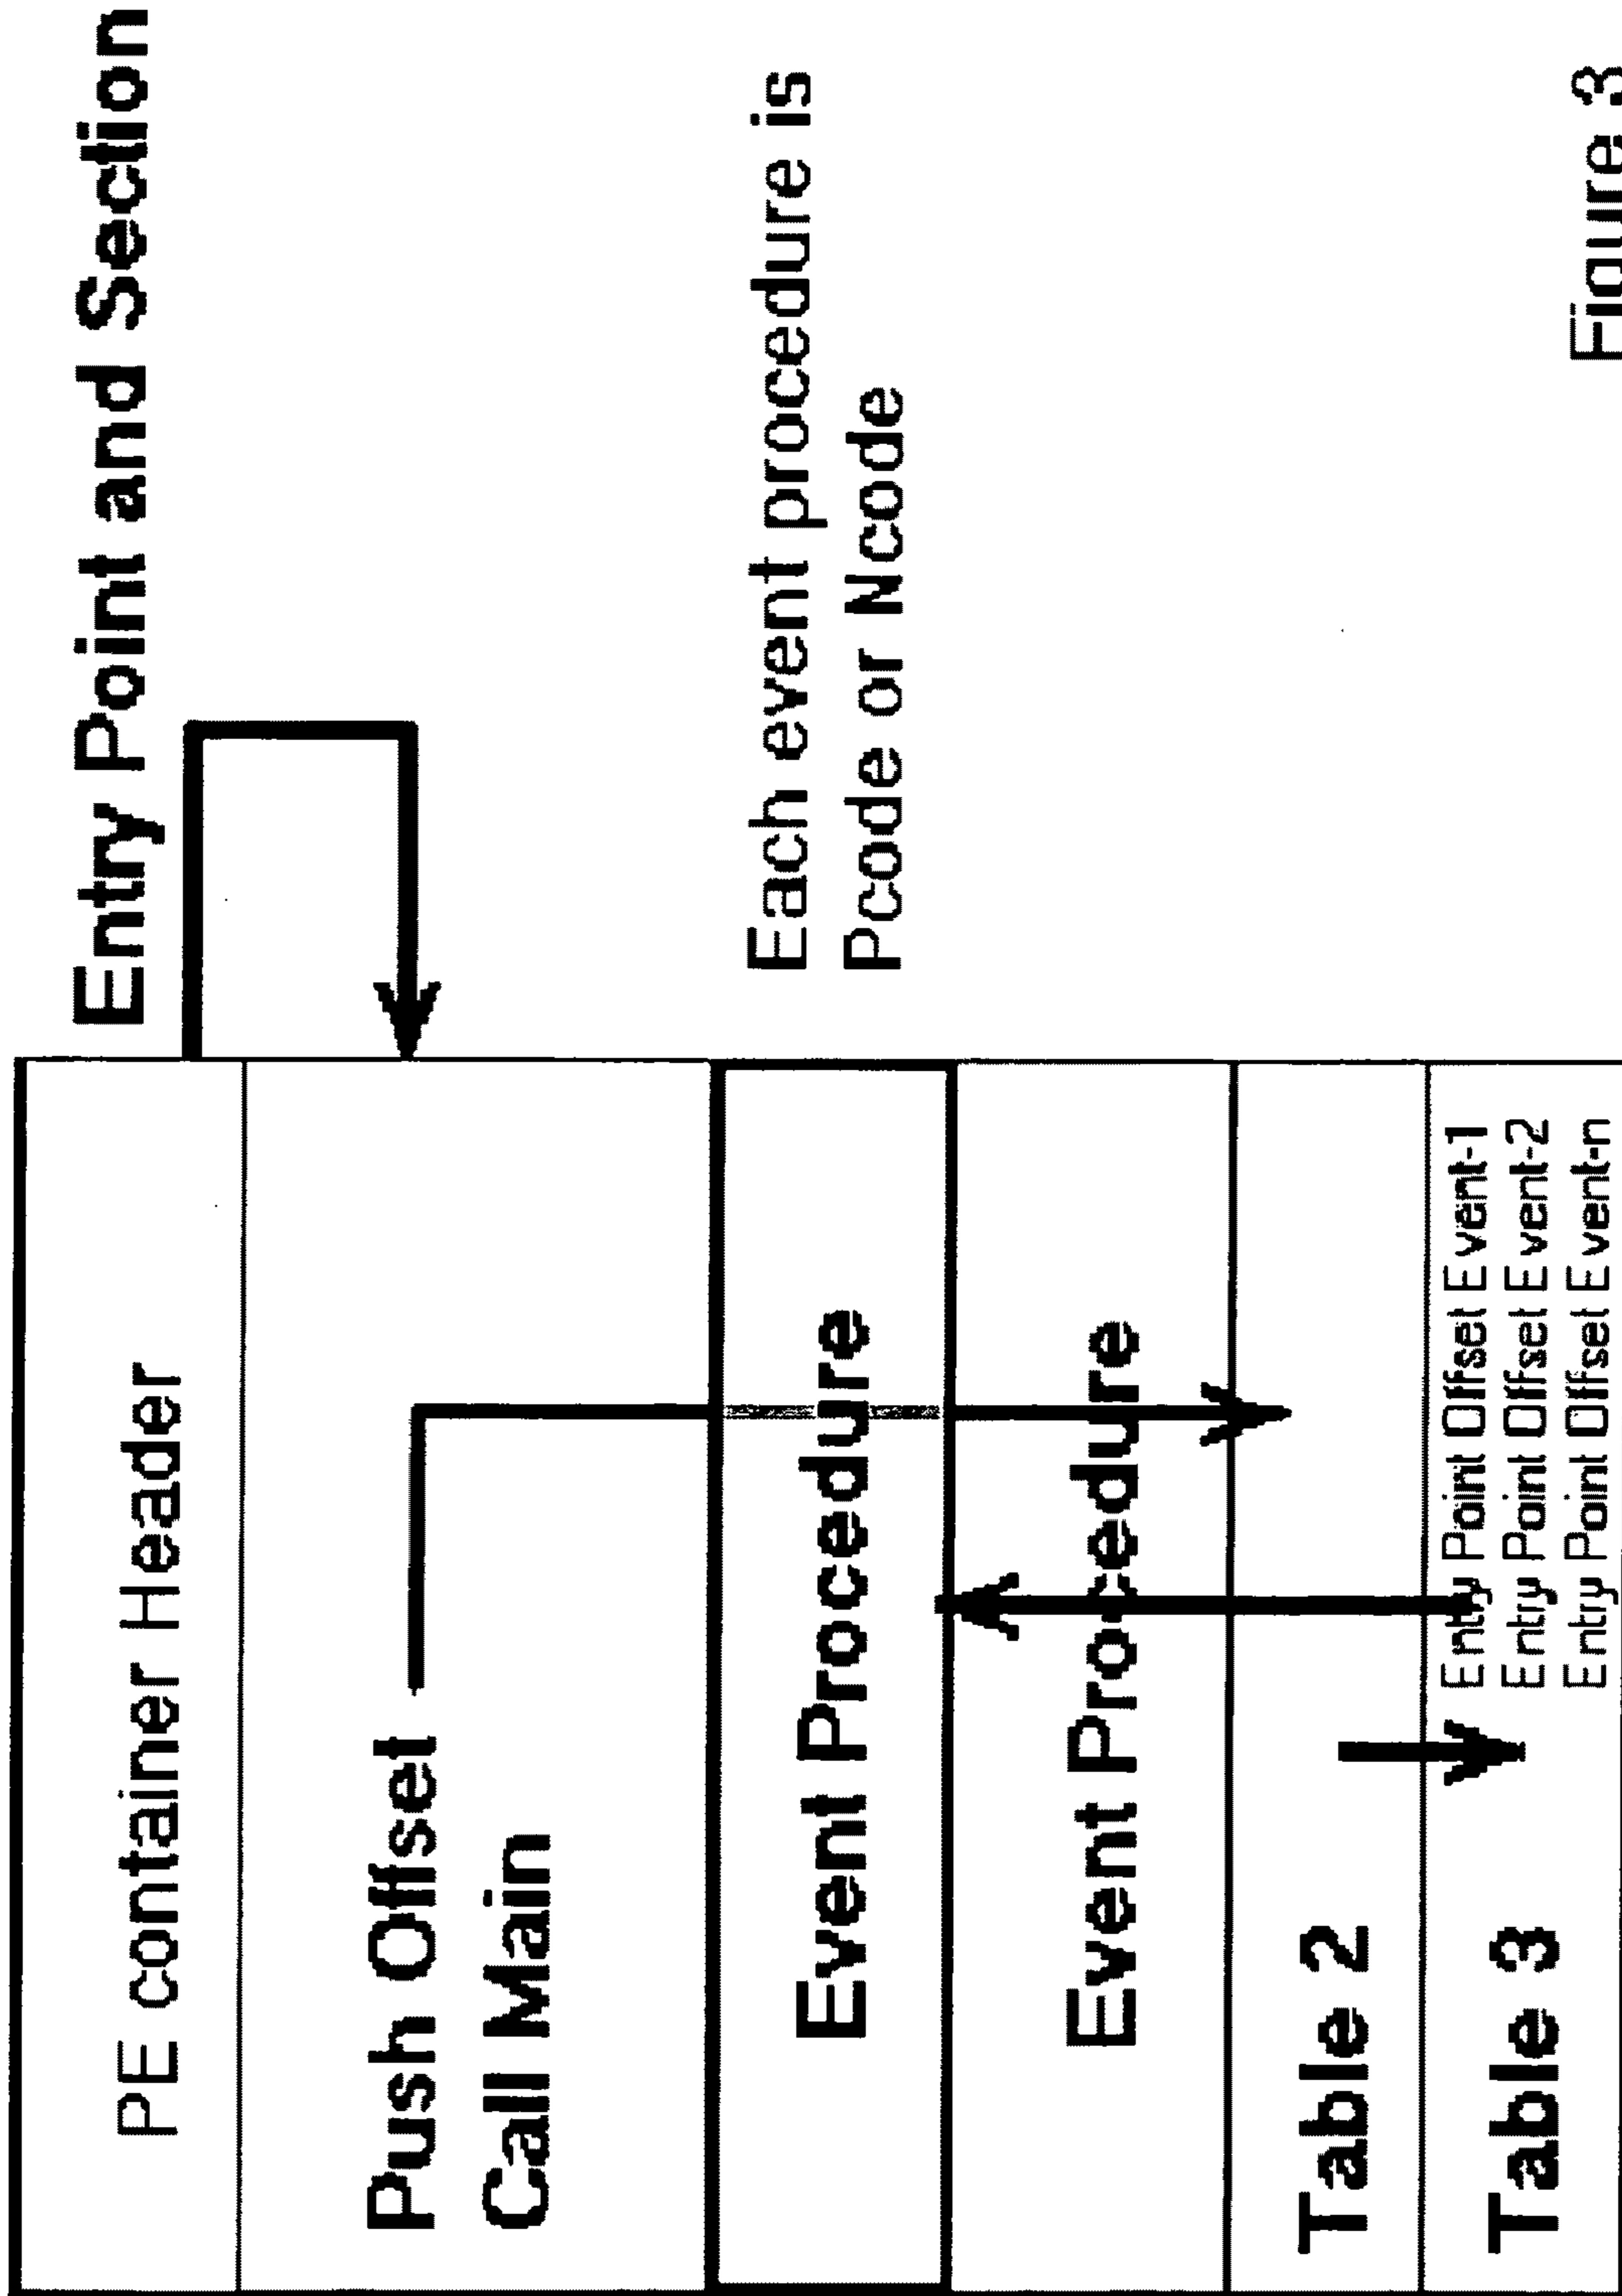 Entry Point and Section
PE container Header
Push Offset
Call Main
Each event procedure is
Pcode or Ncode
Event Procedure
Event Procedure
Table 2
Table 3
Entry Point Offset Event-1
Entry Point Offset Event-2
Entry Point Offset Event-n
Figure 3